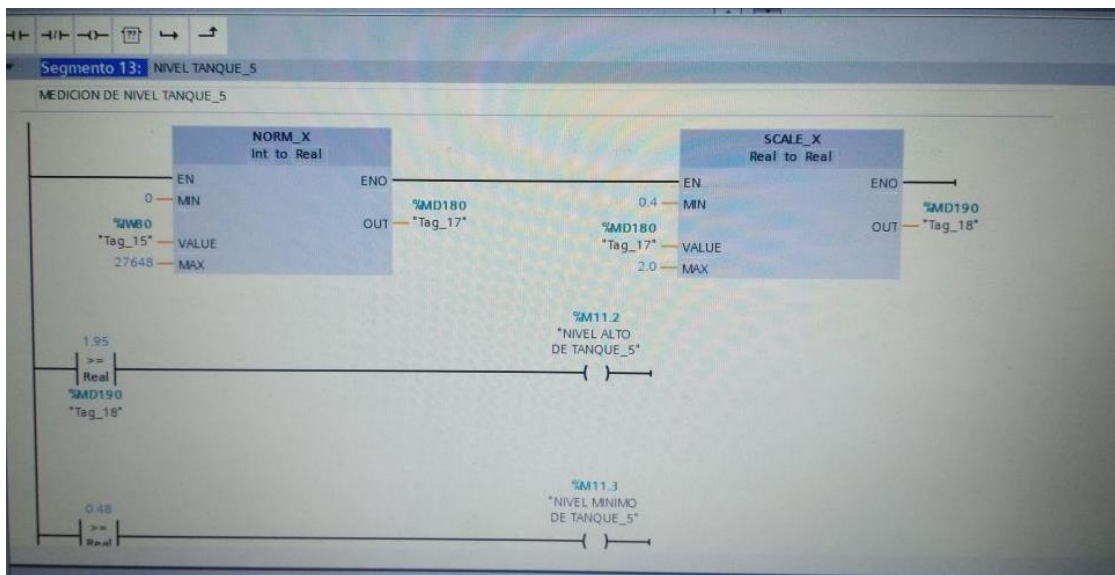 Segmento 13: NIVEL TANQUE_5
MEDICION DE NIVEL TANQUE_5
NORM_X
Int to Real
EN
ENO
0
MIN
%IW80
"Tag_15"
VALUE
27648
MAX
OUT
%MD180
"Tag_17"
SCALE_X
Real to Real
EN
ENO
0.4
MIN
%MD180
"Tag_17"
VALUE
2.0
MAX
OUT
%MD190
"Tag_18"
1.95
>=
Real
%MD190
"Tag_18"
%M11.2
"NIVEL ALTO
DE TANQUE_5"
0.48
>=
Real
%M11.3
"NIVEL MINIMO
DE TANQUE_5"